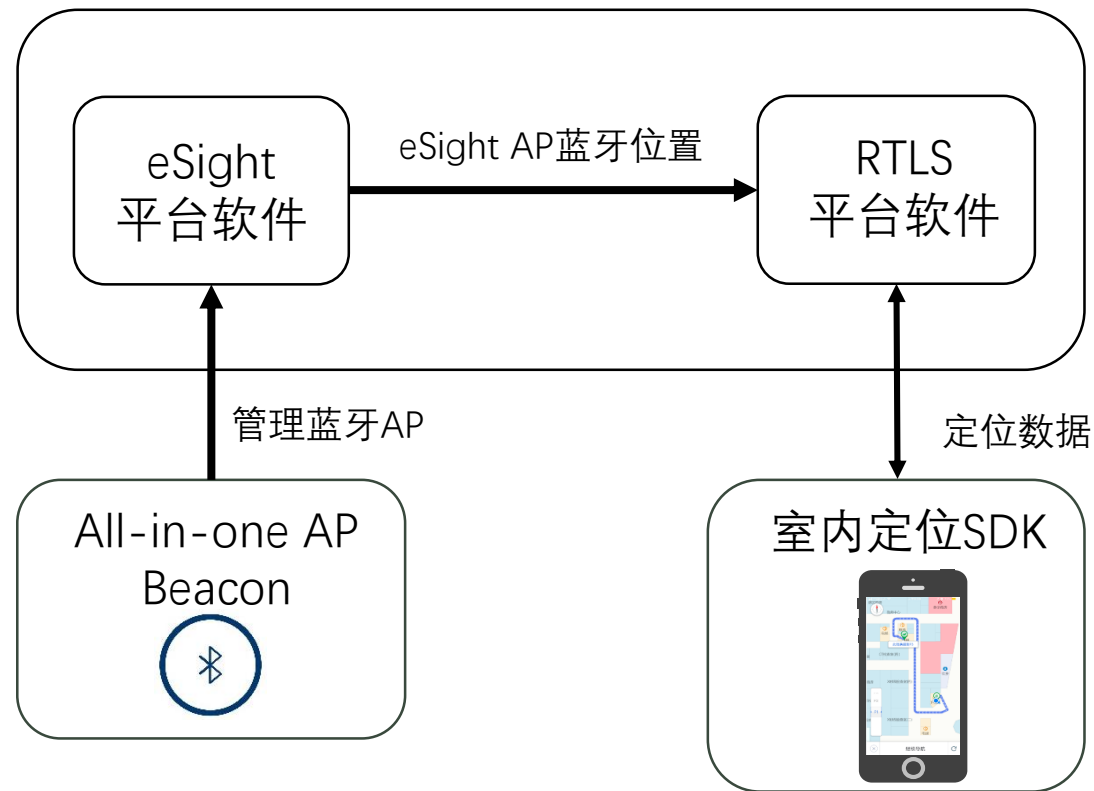 eSight
平台软件
eSight AP蓝牙位置
RTLS
平台软件
管理蓝牙AP
定位数据
All-in-one AP
Beacon
室内定位SDK